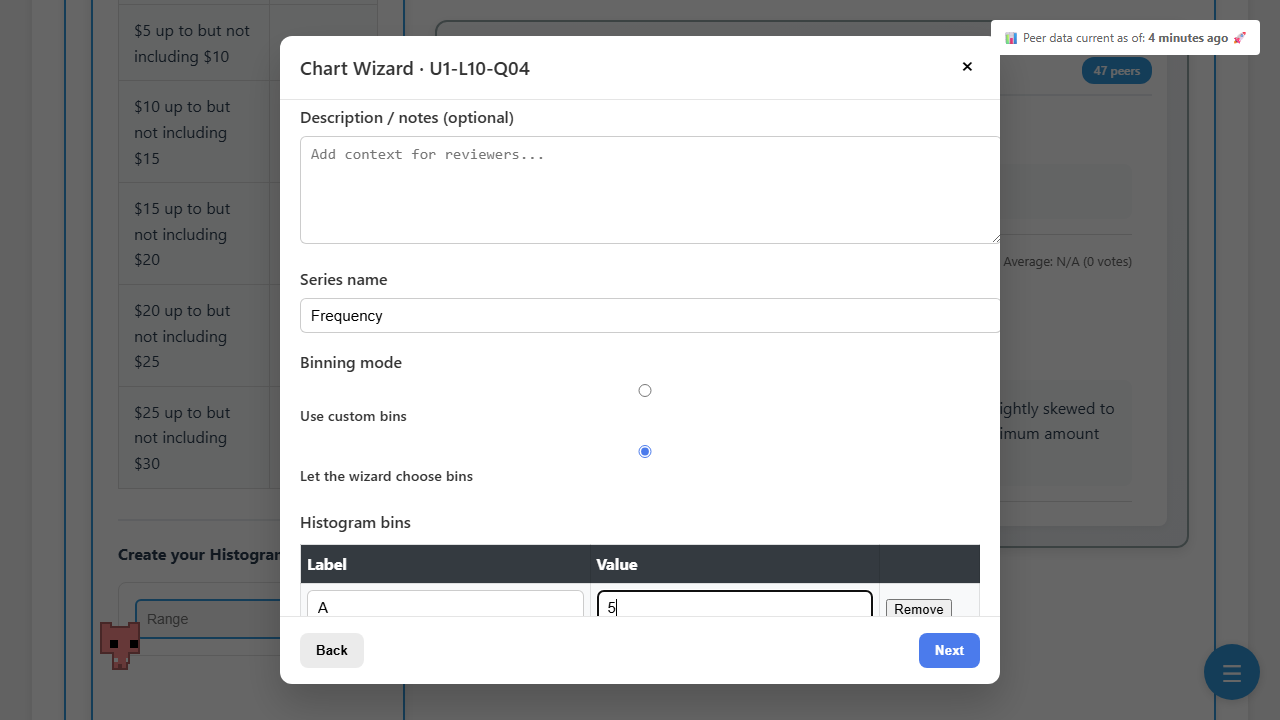 $5 up to but not
including $10
$10 up to but
not including
$15
$15 up to but
not including
$20
$20 up to but
not including
$25
$25 up to but
not including
$30
Create your Histogram
Range
Chart Wizard · U1-L10-Q04
×
Description / notes (optional)
Add context for reviewers...
Series name
Frequency
Binning mode
Use custom bins
Let the wizard choose bins
Histogram bins
Label
Value
A
5
Remove
Back
Next
📊 Peer data current as of: 4 minutes ago 🚀
47 peers
Average: N/A (0 votes)
ightly skewed to
imum amount